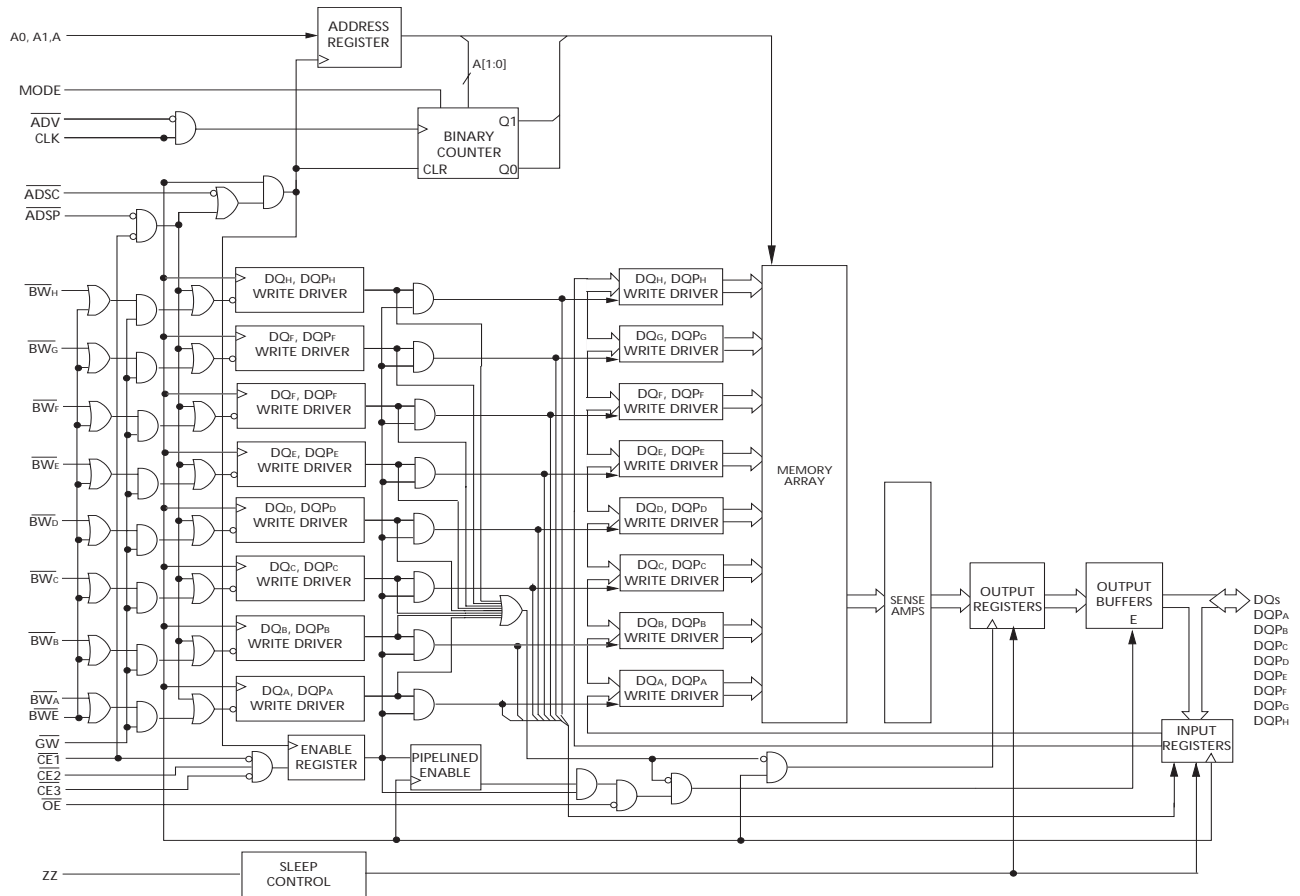 A0, A1,A
ADDRESS
REGISTER
A[1:0]
MODE
ADV
CLK
BINARY
COUNTER
Q1
CLR
Q0
ADSC
ADSP
BWH
DQH, DQPH
WRITE DRIVER
DQH, DQPH
WRITE DRIVER
MEMORY
ARRAY
BWG
DQF, DQPF
WRITE DRIVER
DQG, DQPG
WRITE DRIVER
BWF
DQF, DQPF
WRITE DRIVER
DQF, DQPF
WRITE DRIVER
BWE
DQE, DQPE
WRITE DRIVER
DQE, DQPE
WRITE DRIVER
BWD
DQD, DQPD
WRITE DRIVER
DQD, DQPD
WRITE DRIVER
BWC
DQC, DQPC
WRITE DRIVER
DQC, DQPC
WRITE DRIVER
SENSE
AMPS
OUTPUT
REGISTERS
OUTPUT
BUFFERS
E
DQs
DQPA
DQPB
DQPC
DQPD
DQPE
DQPF
DQPG
DQPH
BWB
DQB, DQPB
WRITE DRIVER
DQB, DQPB
WRITE DRIVER
BWA
BWE
DQA, DQPA
WRITE DRIVER
DQA, DQPA
WRITE DRIVER
INPUT
REGISTERS
GW
CE1
CE2
CE3
OE
ENABLE
REGISTER
PIPELINED
ENABLE
ZZ
SLEEP
CONTROL